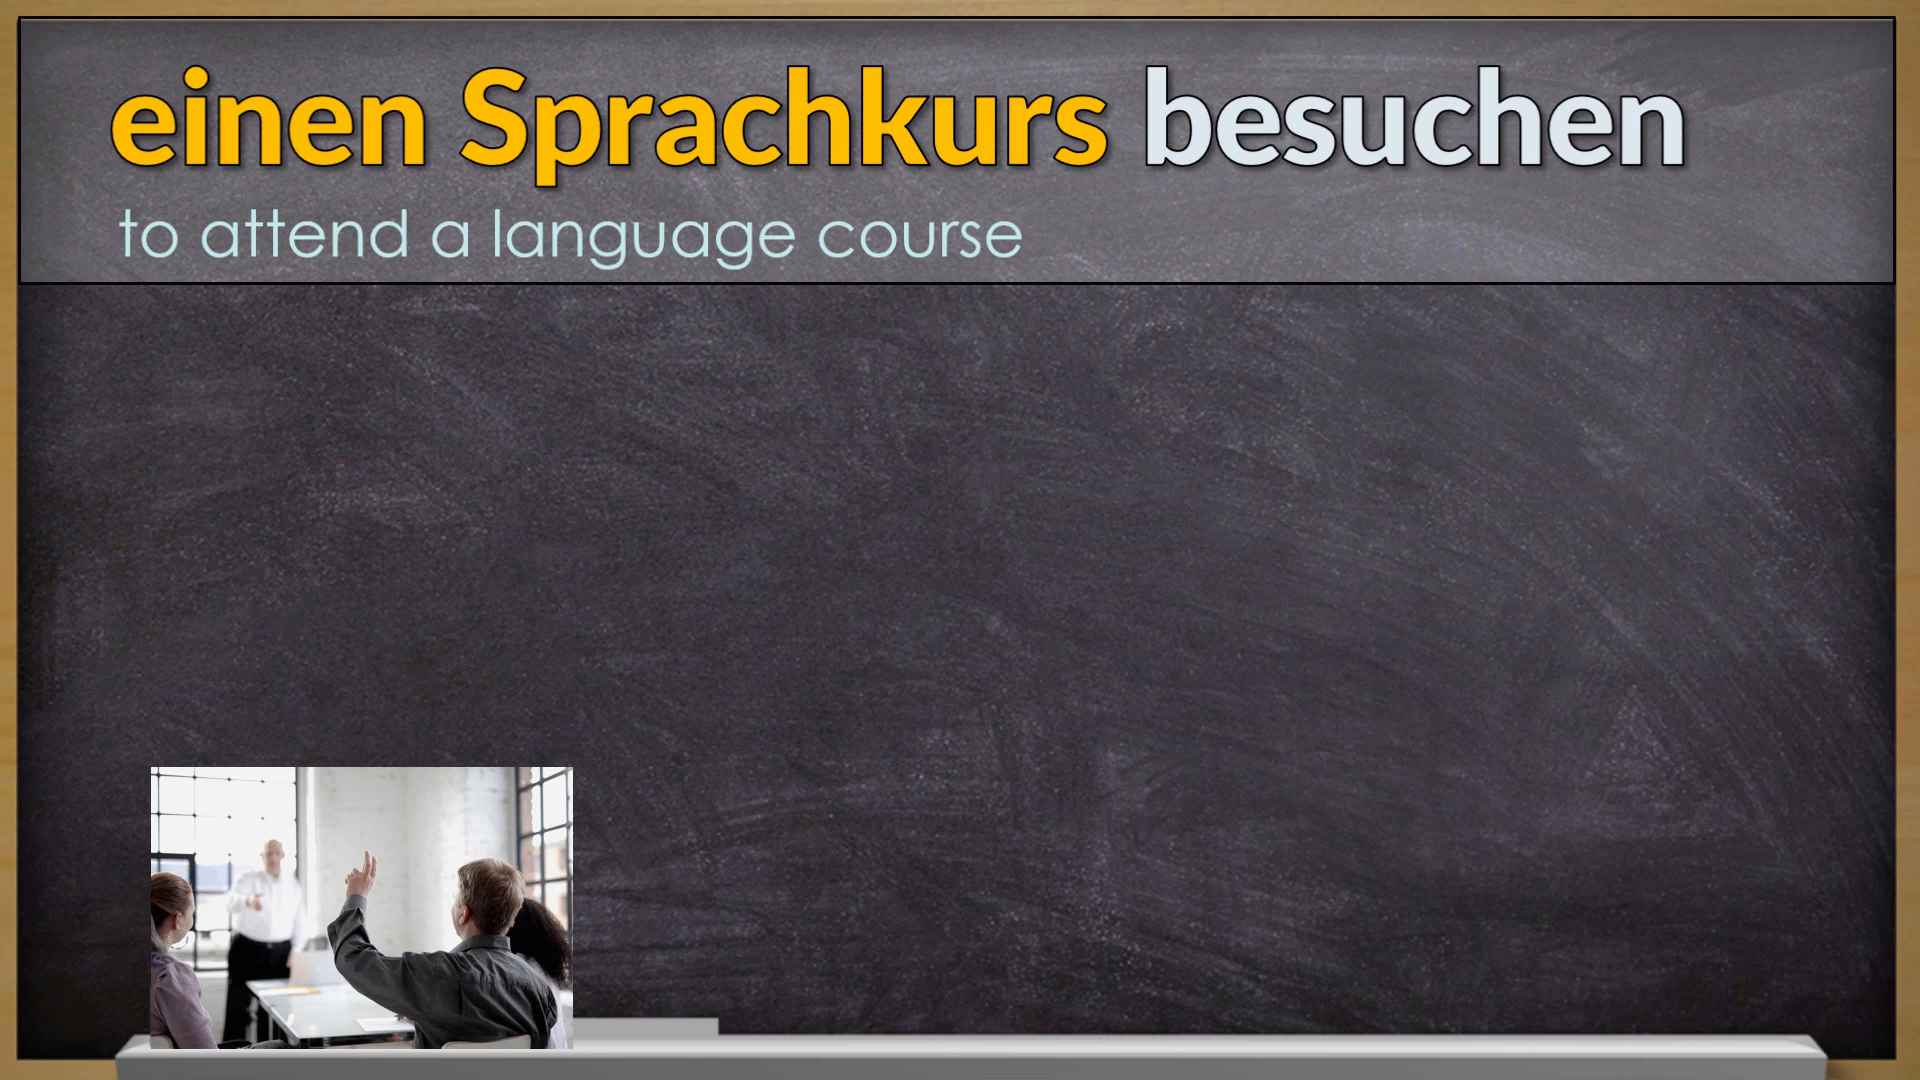 einen Sprachkurs besuchen
to attend a language course